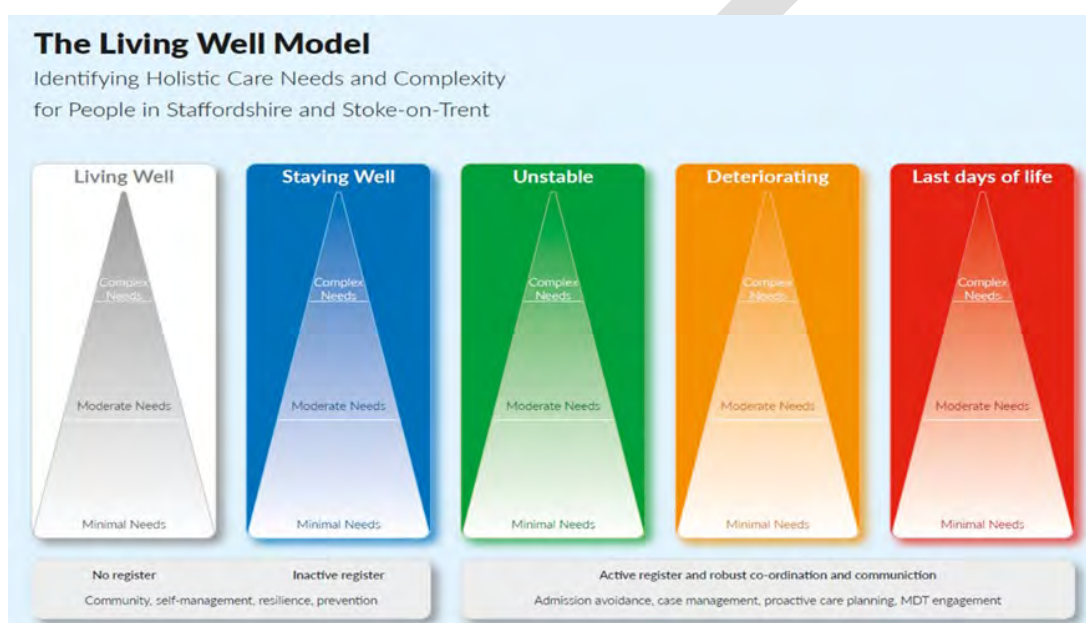 The Living Well Model
Identifying Holistic Care Needs and Complexity
for People in Staffordshire and Stoke-on-Trent
Living Well
Complex
Needs
Moderate Needs
Minimal Needs
Staying Well
Complex
Needs
Moderate Needs
Minimal Needs
Unstable
Complex
Needs
Moderate Needs
Minimal Needs
Deteriorating
Complex
Needs
Moderate Needs
Minimal Needs
Last days of life
Complex
Needs
Moderate Needs
Minimal Needs
No register
Inactive register
Community, self-management, resilience, prevention
Active register and robust co-ordination and communiction
Admission avoidance, case management, proactive care planning, MDT engagement